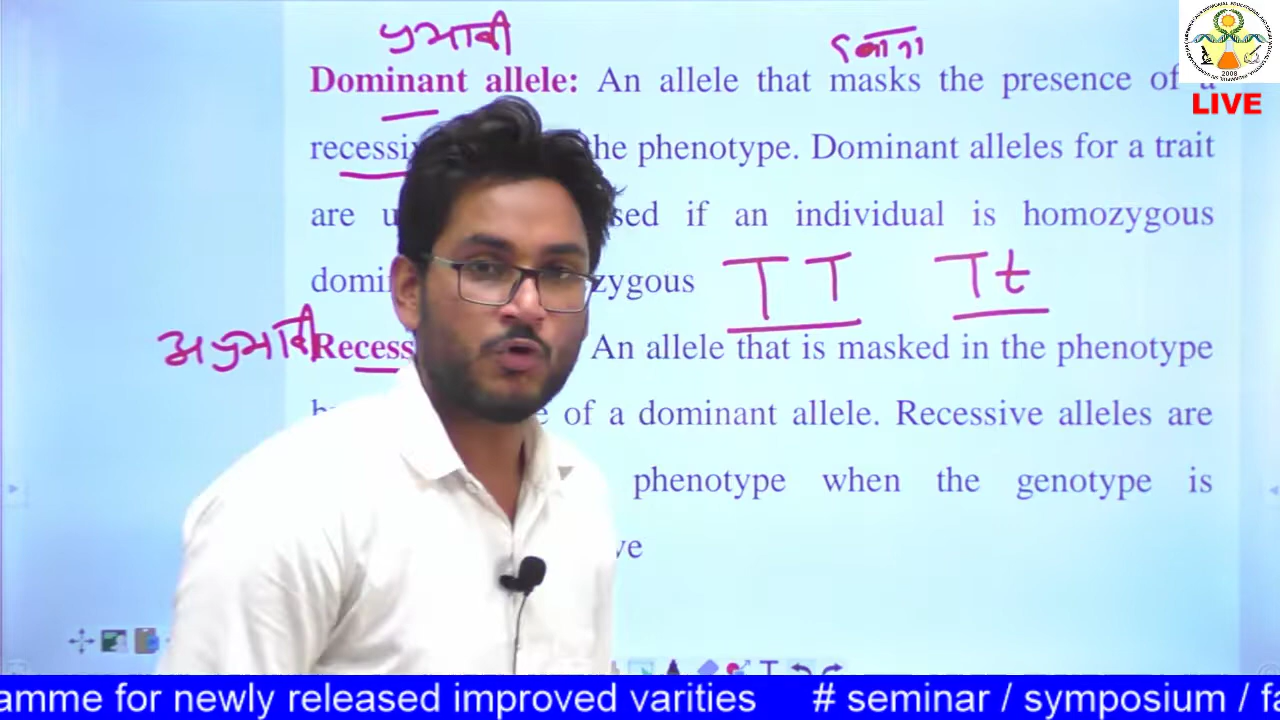 प्रभावी
Dominant allele: An allele that masks the presence of a
LIVE
recessi the phenotype. Dominant alleles for a trait
are u sed if an individual is homozygous
domi zygous TT Tt
अप्रभावी Recess An allele that is masked in the phenotype
of a dominant allele. Recessive alleles are
phenotype when the genotype is
ve
2008
amme for newly released improved varities # seminar / symposium / fa